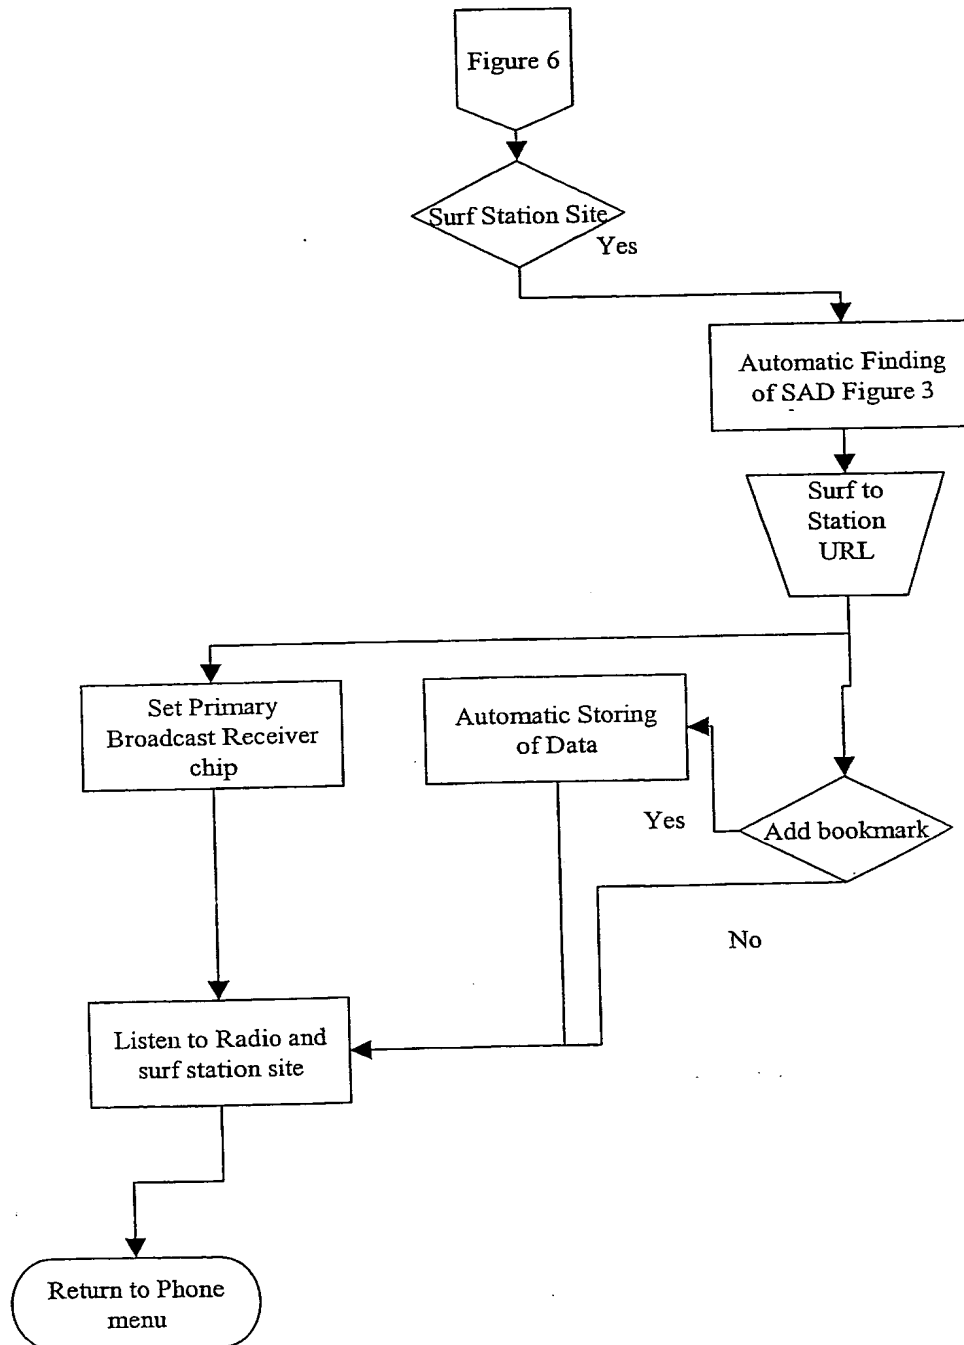 Figure 6
Surf Station Site
Yes
Automatic Finding
of SAD Figure 3
Surf to
Station
URL
Set Primary
Broadcast Receiver
chip
Automatic Storing
of Data
Yes
Add bookmark
No
Listen to Radio and
surf station site
Return to Phone
menu